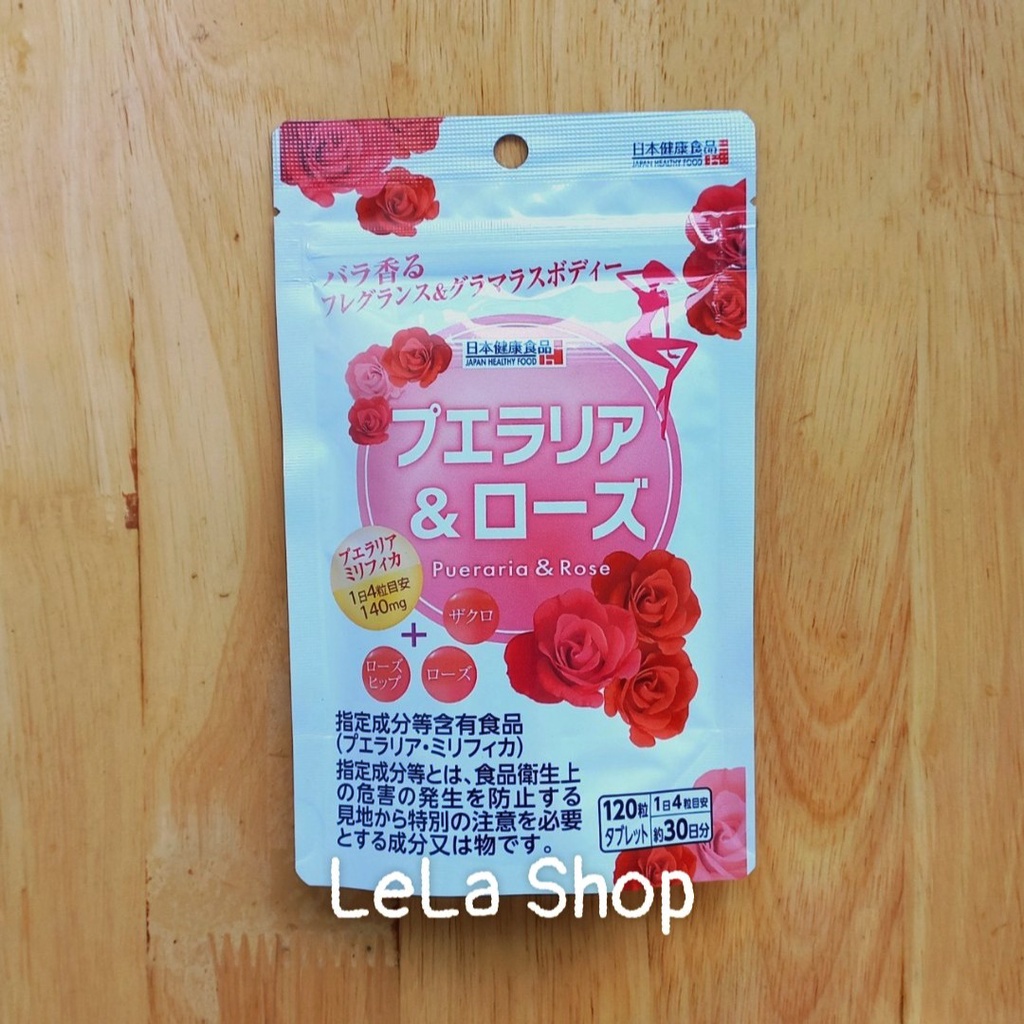 日本健康食品
JAPAN HEALTHY FOOD
バラ香る
フレグランス&グラマラスボディー
日本健康食品
JAPAN HEALTHY FOOD
プエラリア
&ローズ
Pueraria & Rose
プエラリア
ミリフィカ
1日4粒目安
140mg
+
ザクロ
ローズ
ヒップ
ローズ
指定成分等含有食品
(プエラリア・ミリフィカ)
指定成分等とは、食品衛生上
の危害の発生を防止する
見地から特別の注意を必要
とする成分又は物です。
120粒
タブレット
1日4粒目安
約30日分
LeLa Shop